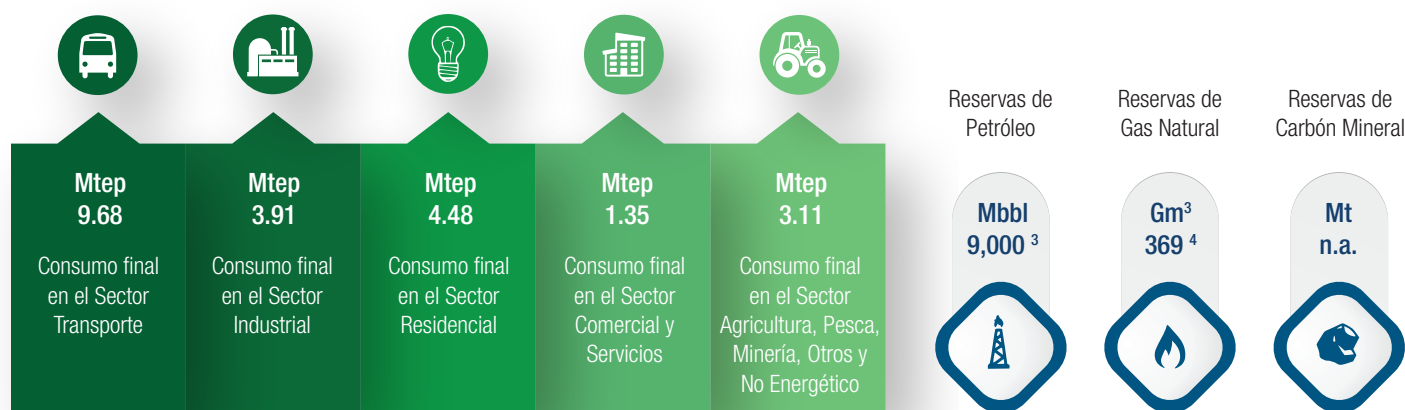 Mtep
9.68
Consumo final
en el Sector
Transporte
Mtep
3.91
Consumo final
en el Sector
Industrial
Mtep
4.48
Consumo final
en el Sector
Residencial
Mtep
1.35
Consumo final
en el Sector
Comercial y
Servicios
Mtep
3.11
Consumo final
en el Sector
Agricultura, Pesca,
Minería, Otros y
No Energético
Reservas de
Petróleo
Mbbl
9,000 ³
Reservas de
Gas Natural
Gm³
369 ⁴
Reservas de
Carbón Mineral
Mt
n.a.